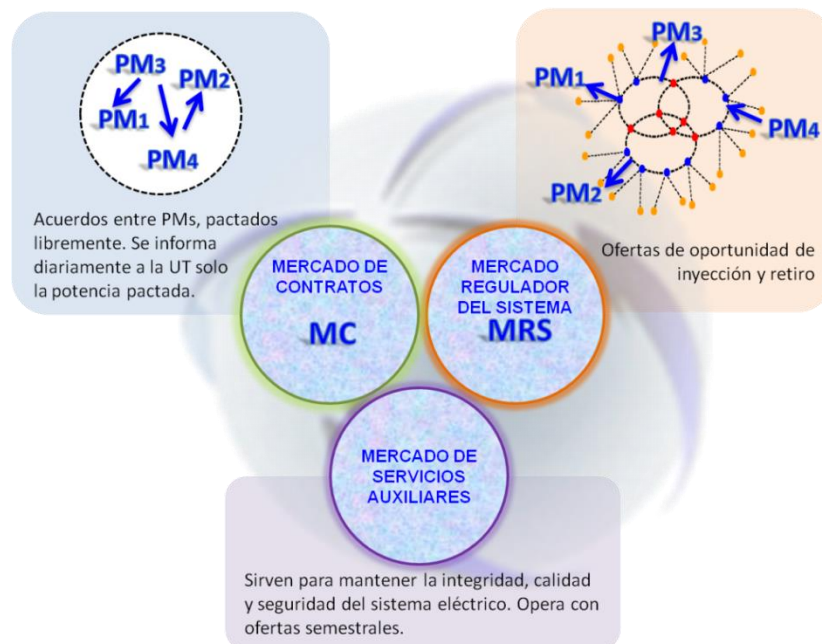 PM3
PM2
PM1
PM4
Acuerdos entre PMs, pactados
libremente. Se informa
diariamente a la UT solo
la potencia pactada.
PM3
PM1
PM4
PM2
Ofertas de oportunidad de
inyección y retiro
MERCADO DE
CONTRATOS
MC
MERCADO
REGULADOR
DEL SISTEMA
MRS
MERCADO DE
SERVICIOS
AUXILIARES
Sirven para mantener la integridad, calidad
y seguridad del sistema eléctrico. Opera con
ofertas semestrales.